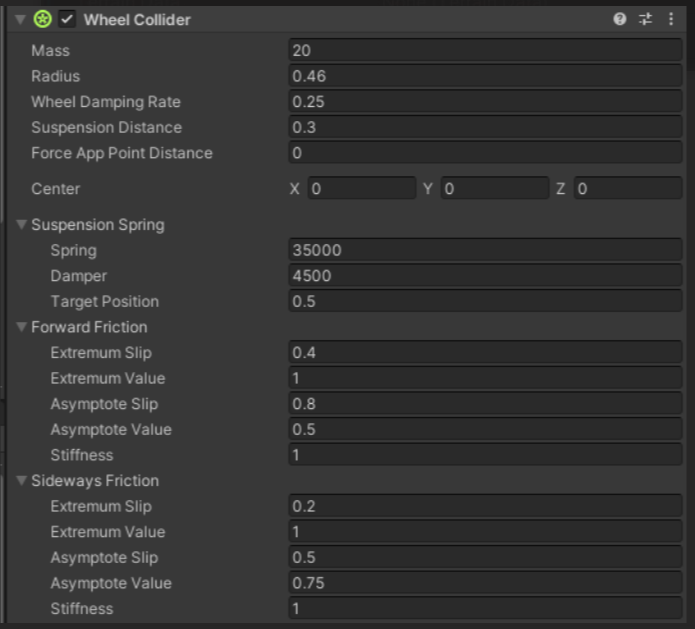 Wheel Collider
Mass 20
Radius 0.46
Wheel Damping Rate 0.25
Suspension Distance 0.3
Force App Point Distance 0
Center X 0 Y 0 Z 0
Suspension Spring
Spring 35000
Damper 4500
Target Position 0.5
Forward Friction
Extremum Slip 0.4
Extremum Value 1
Asymptote Slip 0.8
Asymptote Value 0.5
Stiffness 1
Sideways Friction
Extremum Slip 0.2
Extremum Value 1
Asymptote Slip 0.5
Asymptote Value 0.75
Stiffness 1